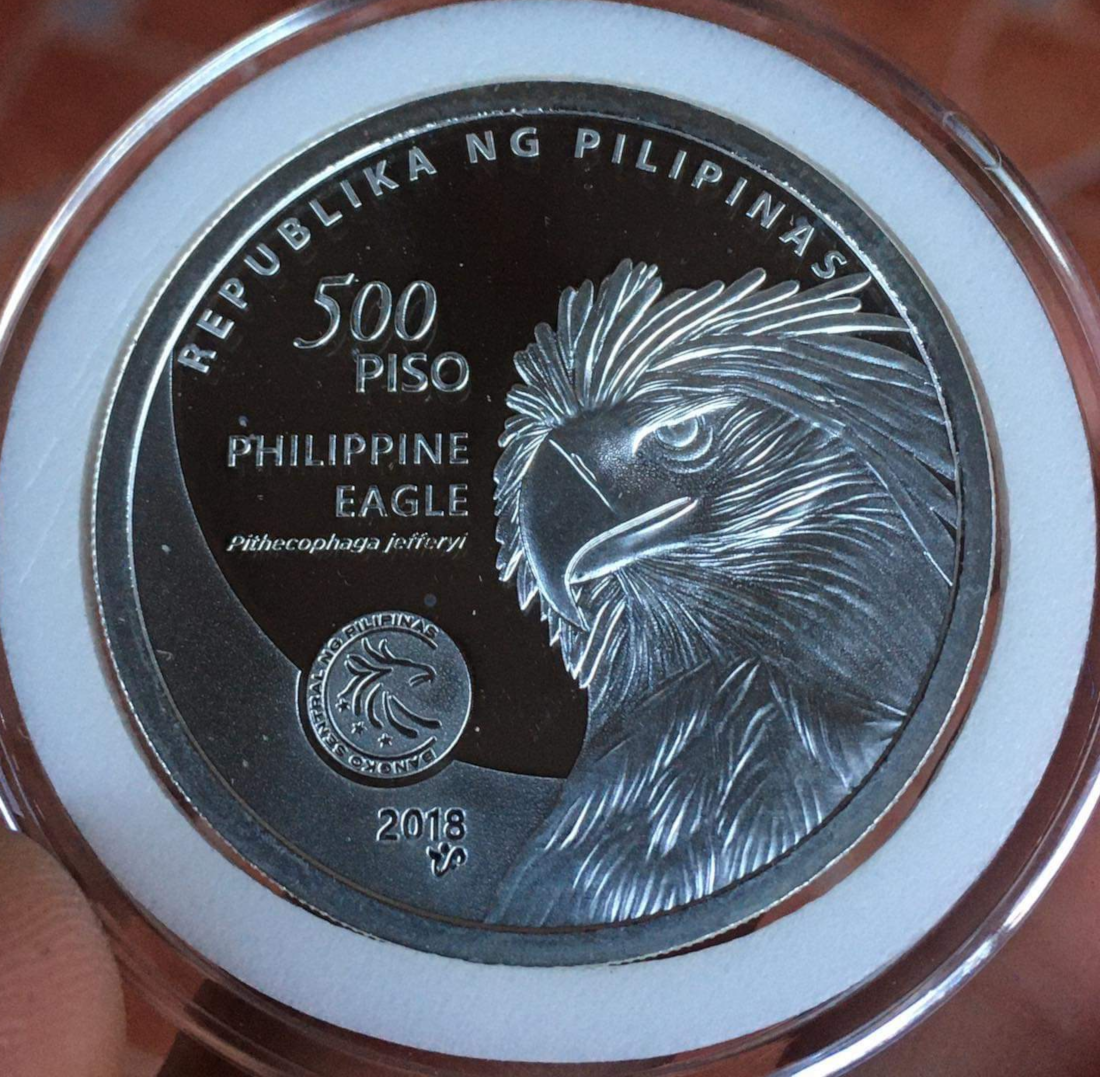 REPUBLIKA NG PILIPINAS
500
PISO
PHILIPPINE
EAGLE
Pithecophaga jefferyi
BANGKO SENTRAL NG PILIPINAS
2018